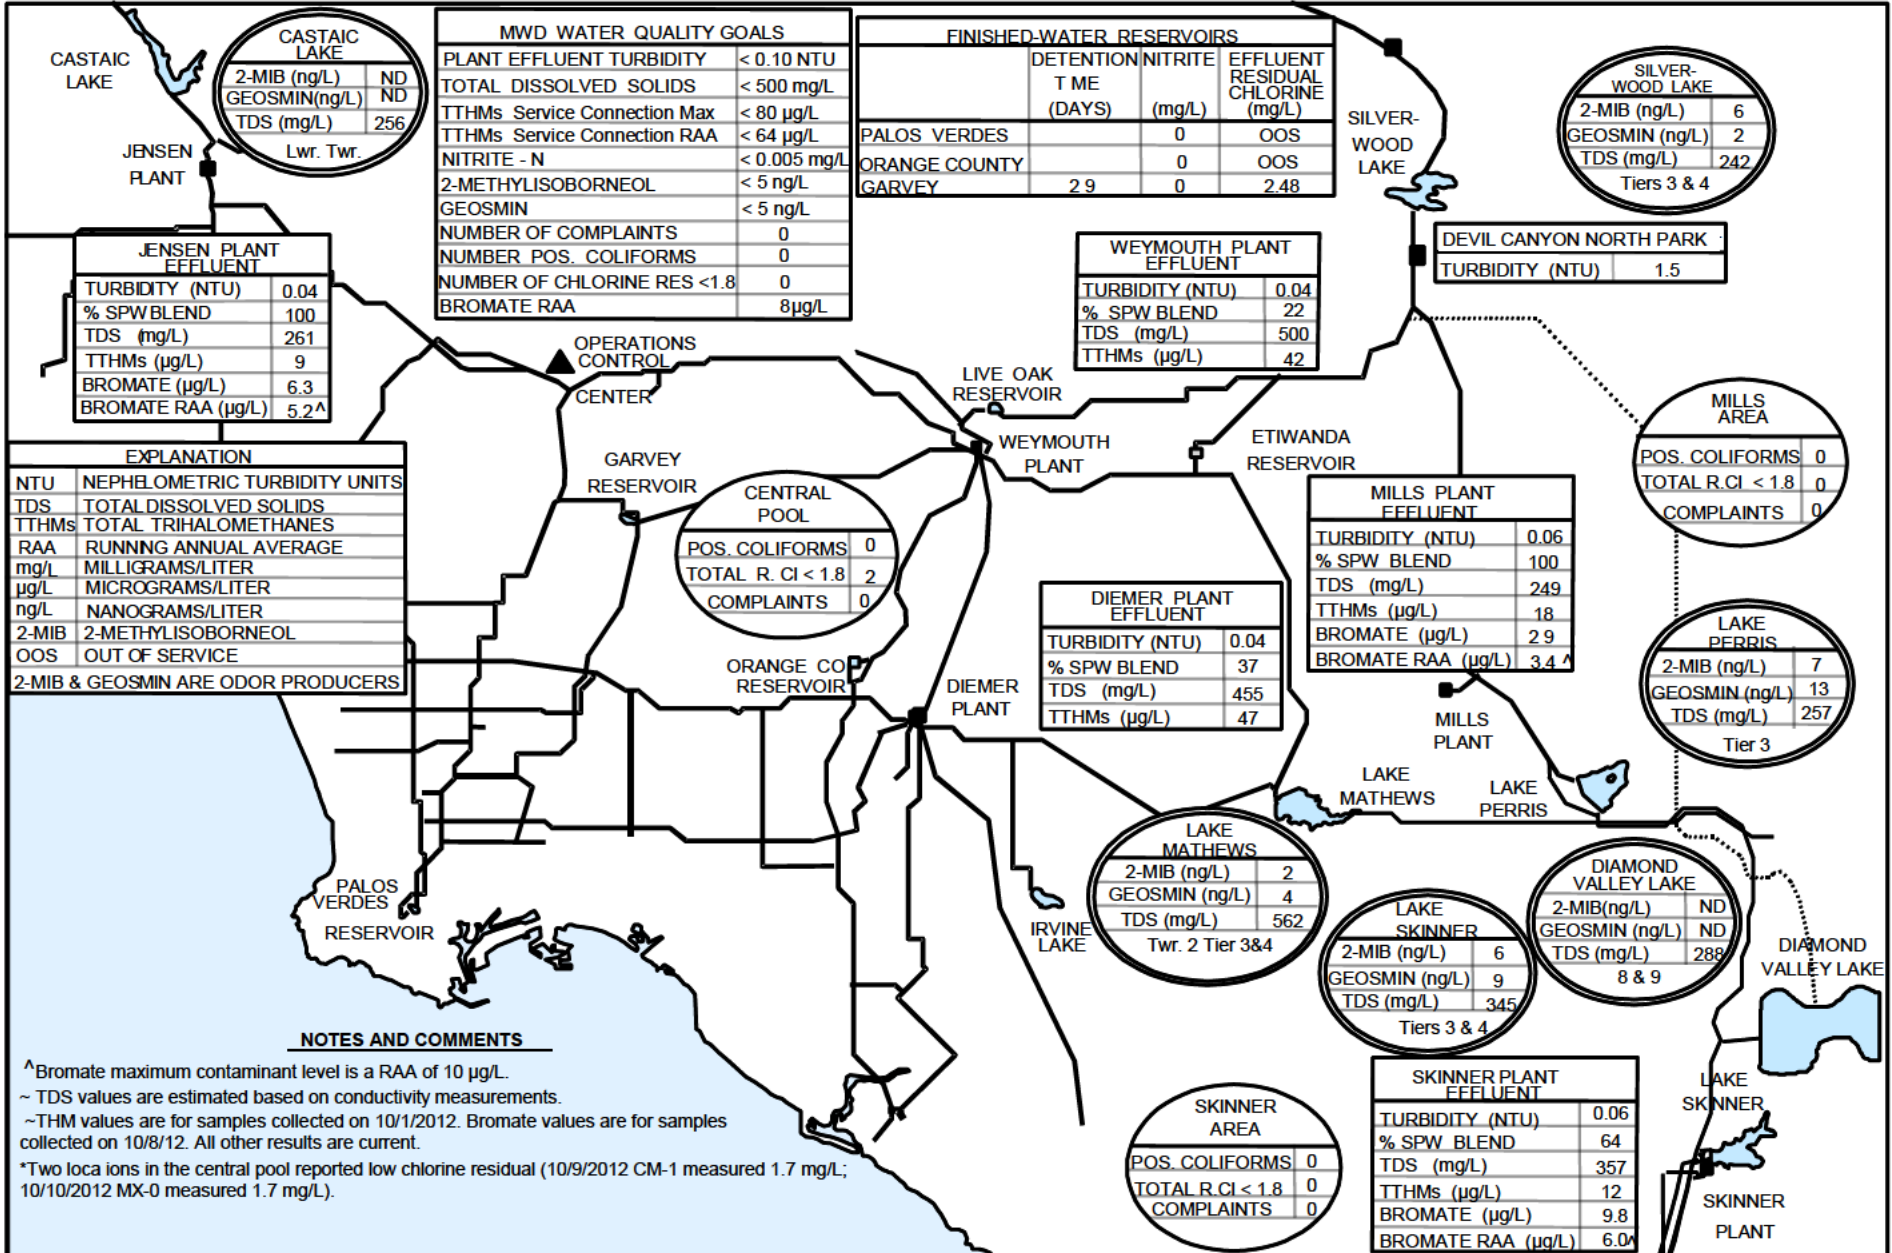 CASTAIC
LAKE
CASTAIC
LAKE
2-MIB (ng/L) ND
GEOSMIN(ng/L) ND
TDS (mg/L) 256
Lwr. Twr.
JENSEN
PLANT
MWD WATER QUALITY GOALS
PLANT EFFLUENT TURBIDITY < 0.10 NTU
TOTAL DISSOLVED SOLIDS < 500 mg/L
TTHMs Service Connection Max < 80 µg/L
TTHMs Service Connection RAA < 64 µg/L
NITRITE - N < 0.005 mg/L
2-METHYLISOBORNEOL < 5 ng/L
GEOSMIN < 5 ng/L
NUMBER OF COMPLAINTS 0
NUMBER POS. COLIFORMS 0
NUMBER OF CHLORINE RES <1.8 0
BROMATE RAA 8µg/L
FINISHED-WATER RESERVOIRS
DETENTION NITRITE EFFLUENT
T ME RESIDUAL
CHLORINE
(DAYS) (mg/L) (mg/L)
PALOS VERDES 0 OOS
ORANGE COUNTY 0 OOS
GARVEY 2 9 0 2.48
SILVER-
WOOD
LAKE
SILVER-
WOOD LAKE
2-MIB (ng/L) 6
GEOSMIN (ng/L) 2
TDS (mg/L) 242
Tiers 3 & 4
DEVIL CANYON NORTH PARK
TURBIDITY (NTU) 1.5
JENSEN PLANT
EFFLUENT
TURBIDITY (NTU) 0.04
% SPW BLEND 100
TDS (mg/L) 261
TTHMs (µg/L) 9
BROMATE (µg/L) 6.3
BROMATE RAA (µg/L) 5.2^
WEYMOUTH PLANT
EFFLUENT
TURBIDITY (NTU) 0.04
% SPW BLEND 22
TDS (mg/L) 500
TTHMs (µg/L) 42
OPERATIONS
CONTROL
CENTER
LIVE OAK
RESERVOIR
WEYMOUTH
PLANT
ETIWANDA
RESERVOIR
GARVEY
RESERVOIR
MILLS
AREA
POS. COLIFORMS 0
TOTAL R.CI < 1.8 0
COMPLAINTS 0
EXPLANATION
NTU NEPHELOMETRIC TURBIDITY UNITS
TDS TOTAL DISSOLVED SOLIDS
TTHMs TOTAL TRIHALOMETHANES
RAA RUNNING ANNUAL AVERAGE
mg/L MILLIGRAMS/LITER
µg/L MICROGRAMS/LITER
ng/L NANOGRAMS/LITER
2-MIB 2-METHYLISOBORNEOL
OOS OUT OF SERVICE
2-MIB & GEOSMIN ARE ODOR PRODUCERS
CENTRAL
POOL
POS. COLIFORMS 0
TOTAL R. CI < 1.8 2
COMPLAINTS 0
MILLS PLANT
EFFLUENT
TURBIDITY (NTU) 0.06
% SPW BLEND 100
TDS (mg/L) 249
TTHMs (µg/L) 18
BROMATE (µg/L) 2 9
BROMATE RAA (µg/L) 3.4 ^
DIEMER PLANT
EFFLUENT
TURBIDITY (NTU) 0.04
% SPW BLEND 37
TDS (mg/L) 455
TTHMs (µg/L) 47
LAKE
PERRIS
2-MIB (ng/L) 7
GEOSMIN (ng/L) 13
TDS (mg/L) 257
Tier 3
ORANGE CO
RESERVOIR
DIEMER
PLANT
MILLS
PLANT
LAKE
MATHEWS
LAKE
PERRIS
LAKE
MATHEWS
2-MIB (ng/L) 2
GEOSMIN (ng/L) 4
TDS (mg/L) 562
Twr. 2 Tier 3&4
DIAMOND
VALLEY LAKE
2-MIB(ng/L) ND
GEOSMIN (ng/L) ND
TDS (mg/L) 288
8 & 9
LAKE
SKINNER
2-MIB (ng/L) 6
GEOSMIN (ng/L) 9
TDS (mg/L) 345
Tiers 3 & 4
PALOS
VERDES
RESERVOIR
IRVINE
LAKE
DIAMOND
VALLEY LAKE
NOTES AND COMMENTS
^Bromate maximum contaminant level is a RAA of 10 µg/L.
~ TDS values are estimated based on conductivity measurements.
~THM values are for samples collected on 10/1/2012. Bromate values are for samples
collected on 10/8/12. All other results are current.
*Two loca ions in the central pool reported low chlorine residual (10/9/2012 CM-1 measured 1.7 mg/L;
10/10/2012 MX-0 measured 1.7 mg/L).
SKINNER
AREA
POS. COLIFORMS 0
TOTAL R.CI < 1.8 0
COMPLAINTS 0
SKINNER PLANT
EFFLUENT
TURBIDITY (NTU) 0.06
% SPW BLEND 64
TDS (mg/L) 357
TTHMs (µg/L) 12
BROMATE (µg/L) 9.8
BROMATE RAA (µg/L) 6.0^
LAKE
SKINNER
SKINNER
PLANT